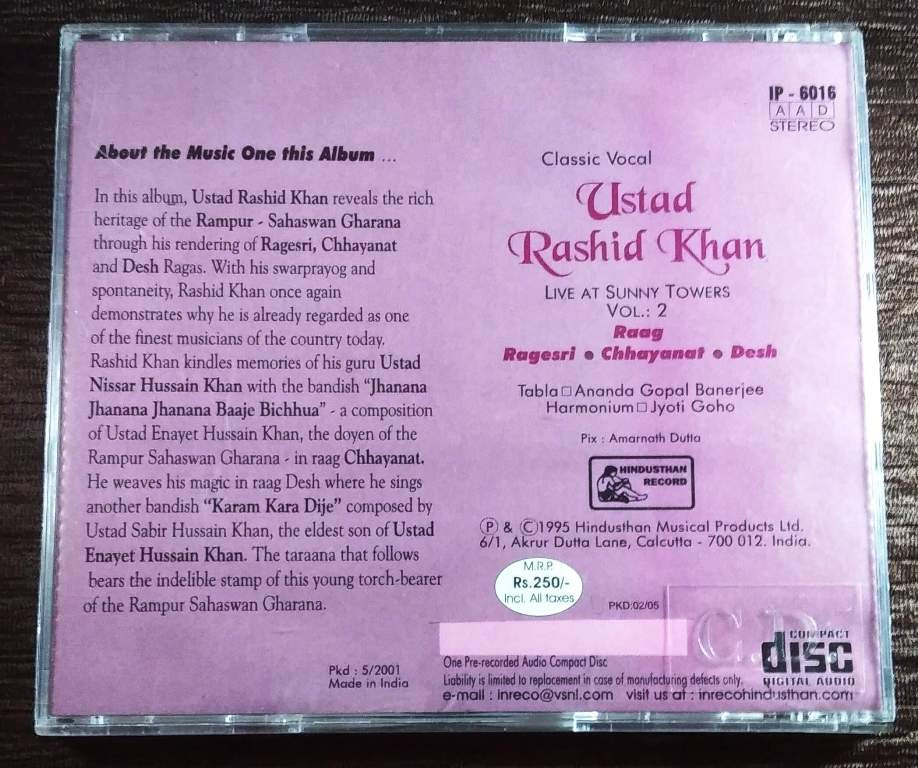 About the Music One this Album ...
In this album, Ustad Rashid Khan reveals the rich
heritage of the Rampur - Sahaswan Gharana
through his rendering of Ragesri, Chhayanat
and Desh Ragas. With his swarprayog and
spontaneity, Rashid Khan once again
demonstrates why he is already regarded as one
of the finest musicians of the country today.
Rashid Khan kindles memories of his guru Ustad
Nissar Hussain Khan with the bandish "Jhanana
Jhanana Jhanana Baaje Bichhua" - a composition
of Ustad Enayet Hussain Khan, the doyen of the
Rampur Sahaswan Gharana - in raag Chhayanat.
He weaves his magic in raag Desh where he sings
another bandish "Karam Kara Dije" composed by
Ustad Sabir Hussain Khan, the eldest son of Ustad
Enayet Hussain Khan. The taraana that follows
bears the indelible stamp of this young torch-bearer
of the Rampur Sahaswan Gharana.
Pkd : 5/2001
Made in India
IP - 6016
A A D
STEREO
Classic Vocal
Ustad
Rashid Khan
LIVE AT SUNNY TOWERS
VOL.: 2
Raag
Ragesri • Chhayanat • Desh
Tabla □ Ananda Gopal Banerjee
Harmonium □ Jyoti Goho
Pix : Amarnath Dutta
HINDUSTHAN
RECORD
Ⓟ & Ⓒ1995 Hindusthan Musical Products Ltd.
6/1, Akrur Dutta Lane, Calcutta - 700 012. India.
M.R.P.
Rs.250/-
Incl. All taxes
PKD:02/05
C.D.
COMPACT
disc
DIGITAL AUDIO
One Pre-recorded Audio Compact Disc
Liability is limited to replacement in case of manufacturing defects only.
e-mail : inreco@vsnl.com visit us at : inrecohindusthan.com